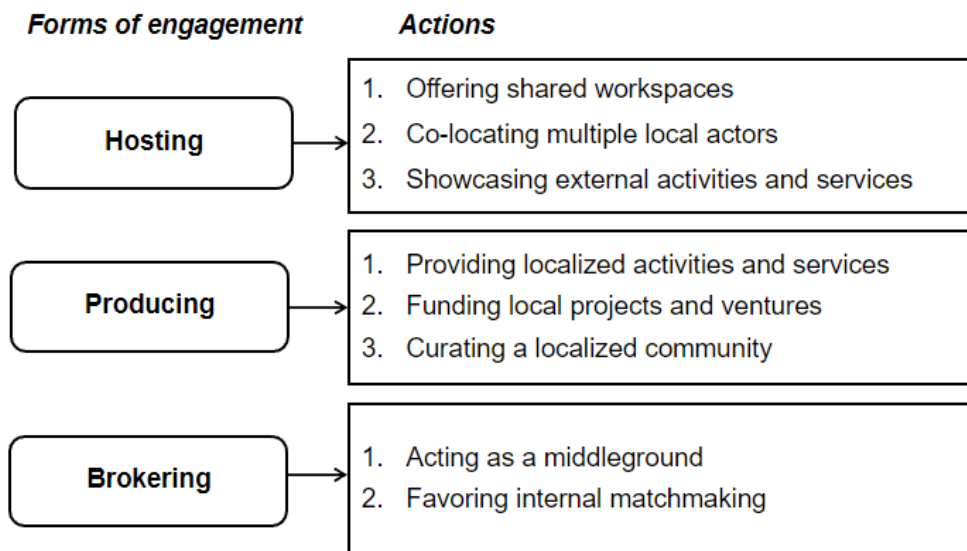 Forms of engagement
Actions
Hosting
1. Offering shared workspaces
2. Co-locating multiple local actors
3. Showcasing external activities and services
Producing
1. Providing localized activities and services
2. Funding local projects and ventures
3. Curating a localized community
Brokering
1. Acting as a middleground
2. Favoring internal matchmaking